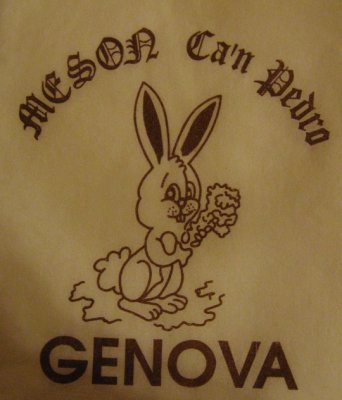 MESON Ca'n Pedro
GENOVA